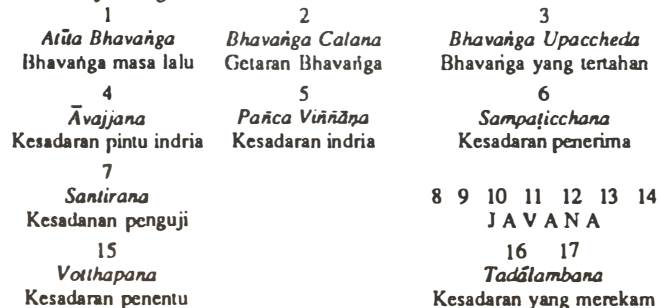 1 2 3
Atīta Bhavaṅga Bhavaṅga Calana Bhavaṅga Upaccheda
Bhavaṅga masa lalu Getaran Bhavaṅga Bhavaṅga yang tertahan
4 5 6
Āvajjana Pañca Viññāṇa Sampaṭicchana
Kesadaran pintu indria Kesadaran indria Kesadaran penerima
7
Santirana 8 9 10 11 12 13 14
Kesadanan penguji J A V A N A
15 16 17
Votthapana Tadālambana
Kesadaran penentu Kesadaran yang merekam